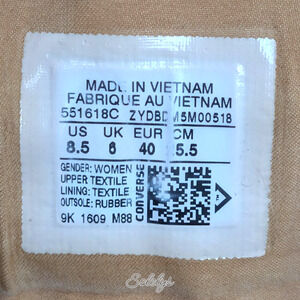 MADE IN VIETNAM
FABRIQUE AU VIETNAM
551618C ZYDBDM5M00518
US UK EUR CM
8.5 6 40 25.5
GENDER: WOMEN
UPPER TEXTILE
LINING: TEXTILE
OUTSOLE: RUBBER
9K 1609 M88
CONVERSE
Solelys